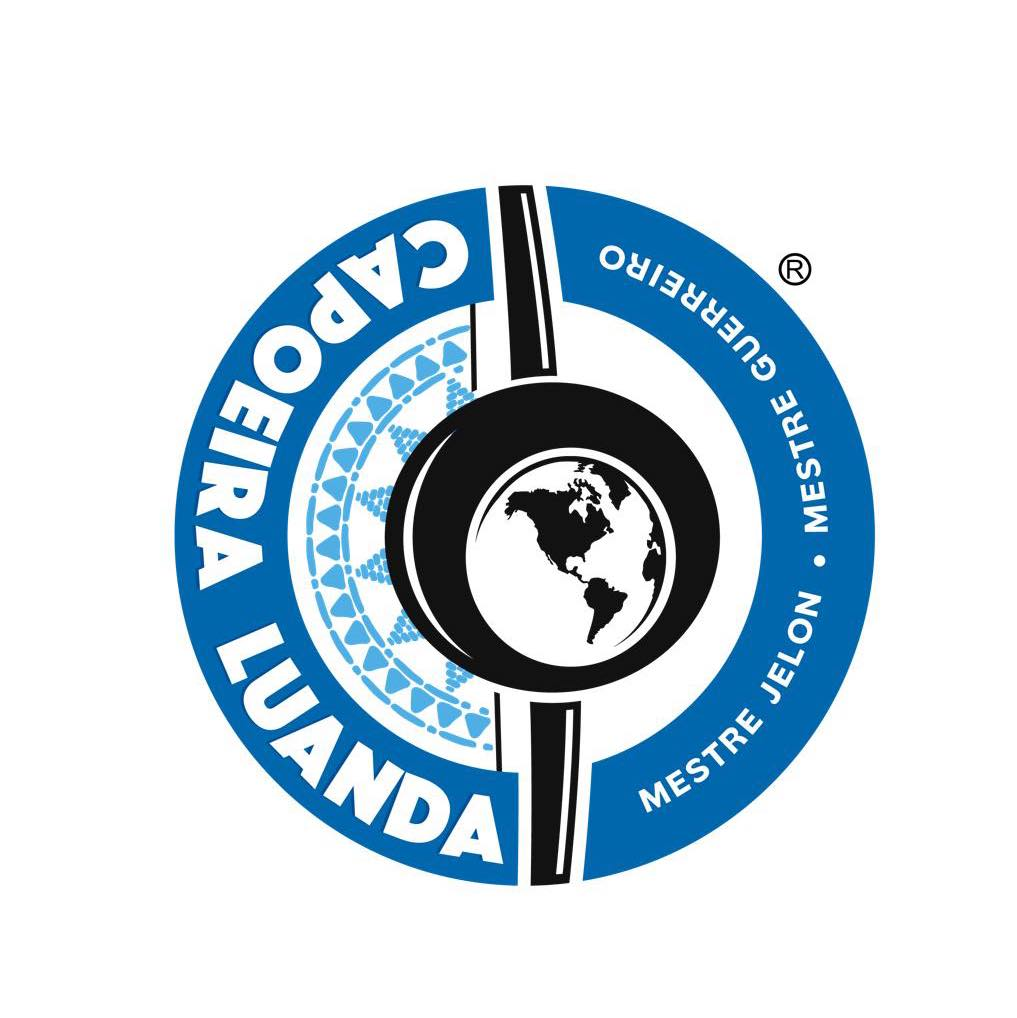 CAPOEIRA LUANDA
MESTRE JELON • MESTRE GUERREIRO
®